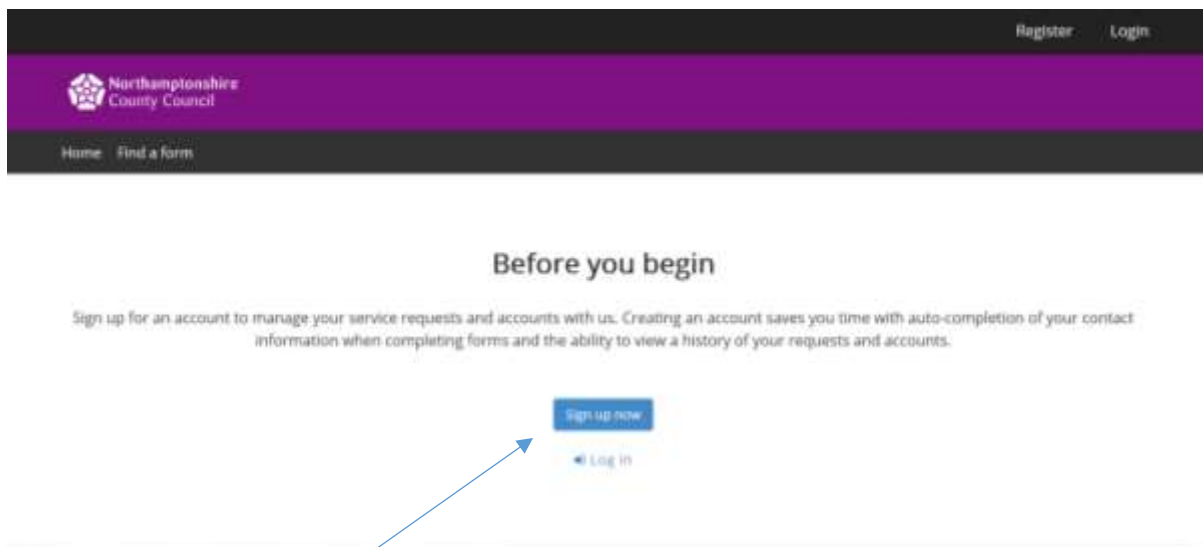 Register Login
Northamptonshire
County Council
Home Find a form
Before you begin
Sign up for an account to manage your service requests and accounts with us. Creating an account saves you time with auto-completion of your contact
information when completing forms and the ability to view a history of your requests and accounts.
Sign up now
Log in